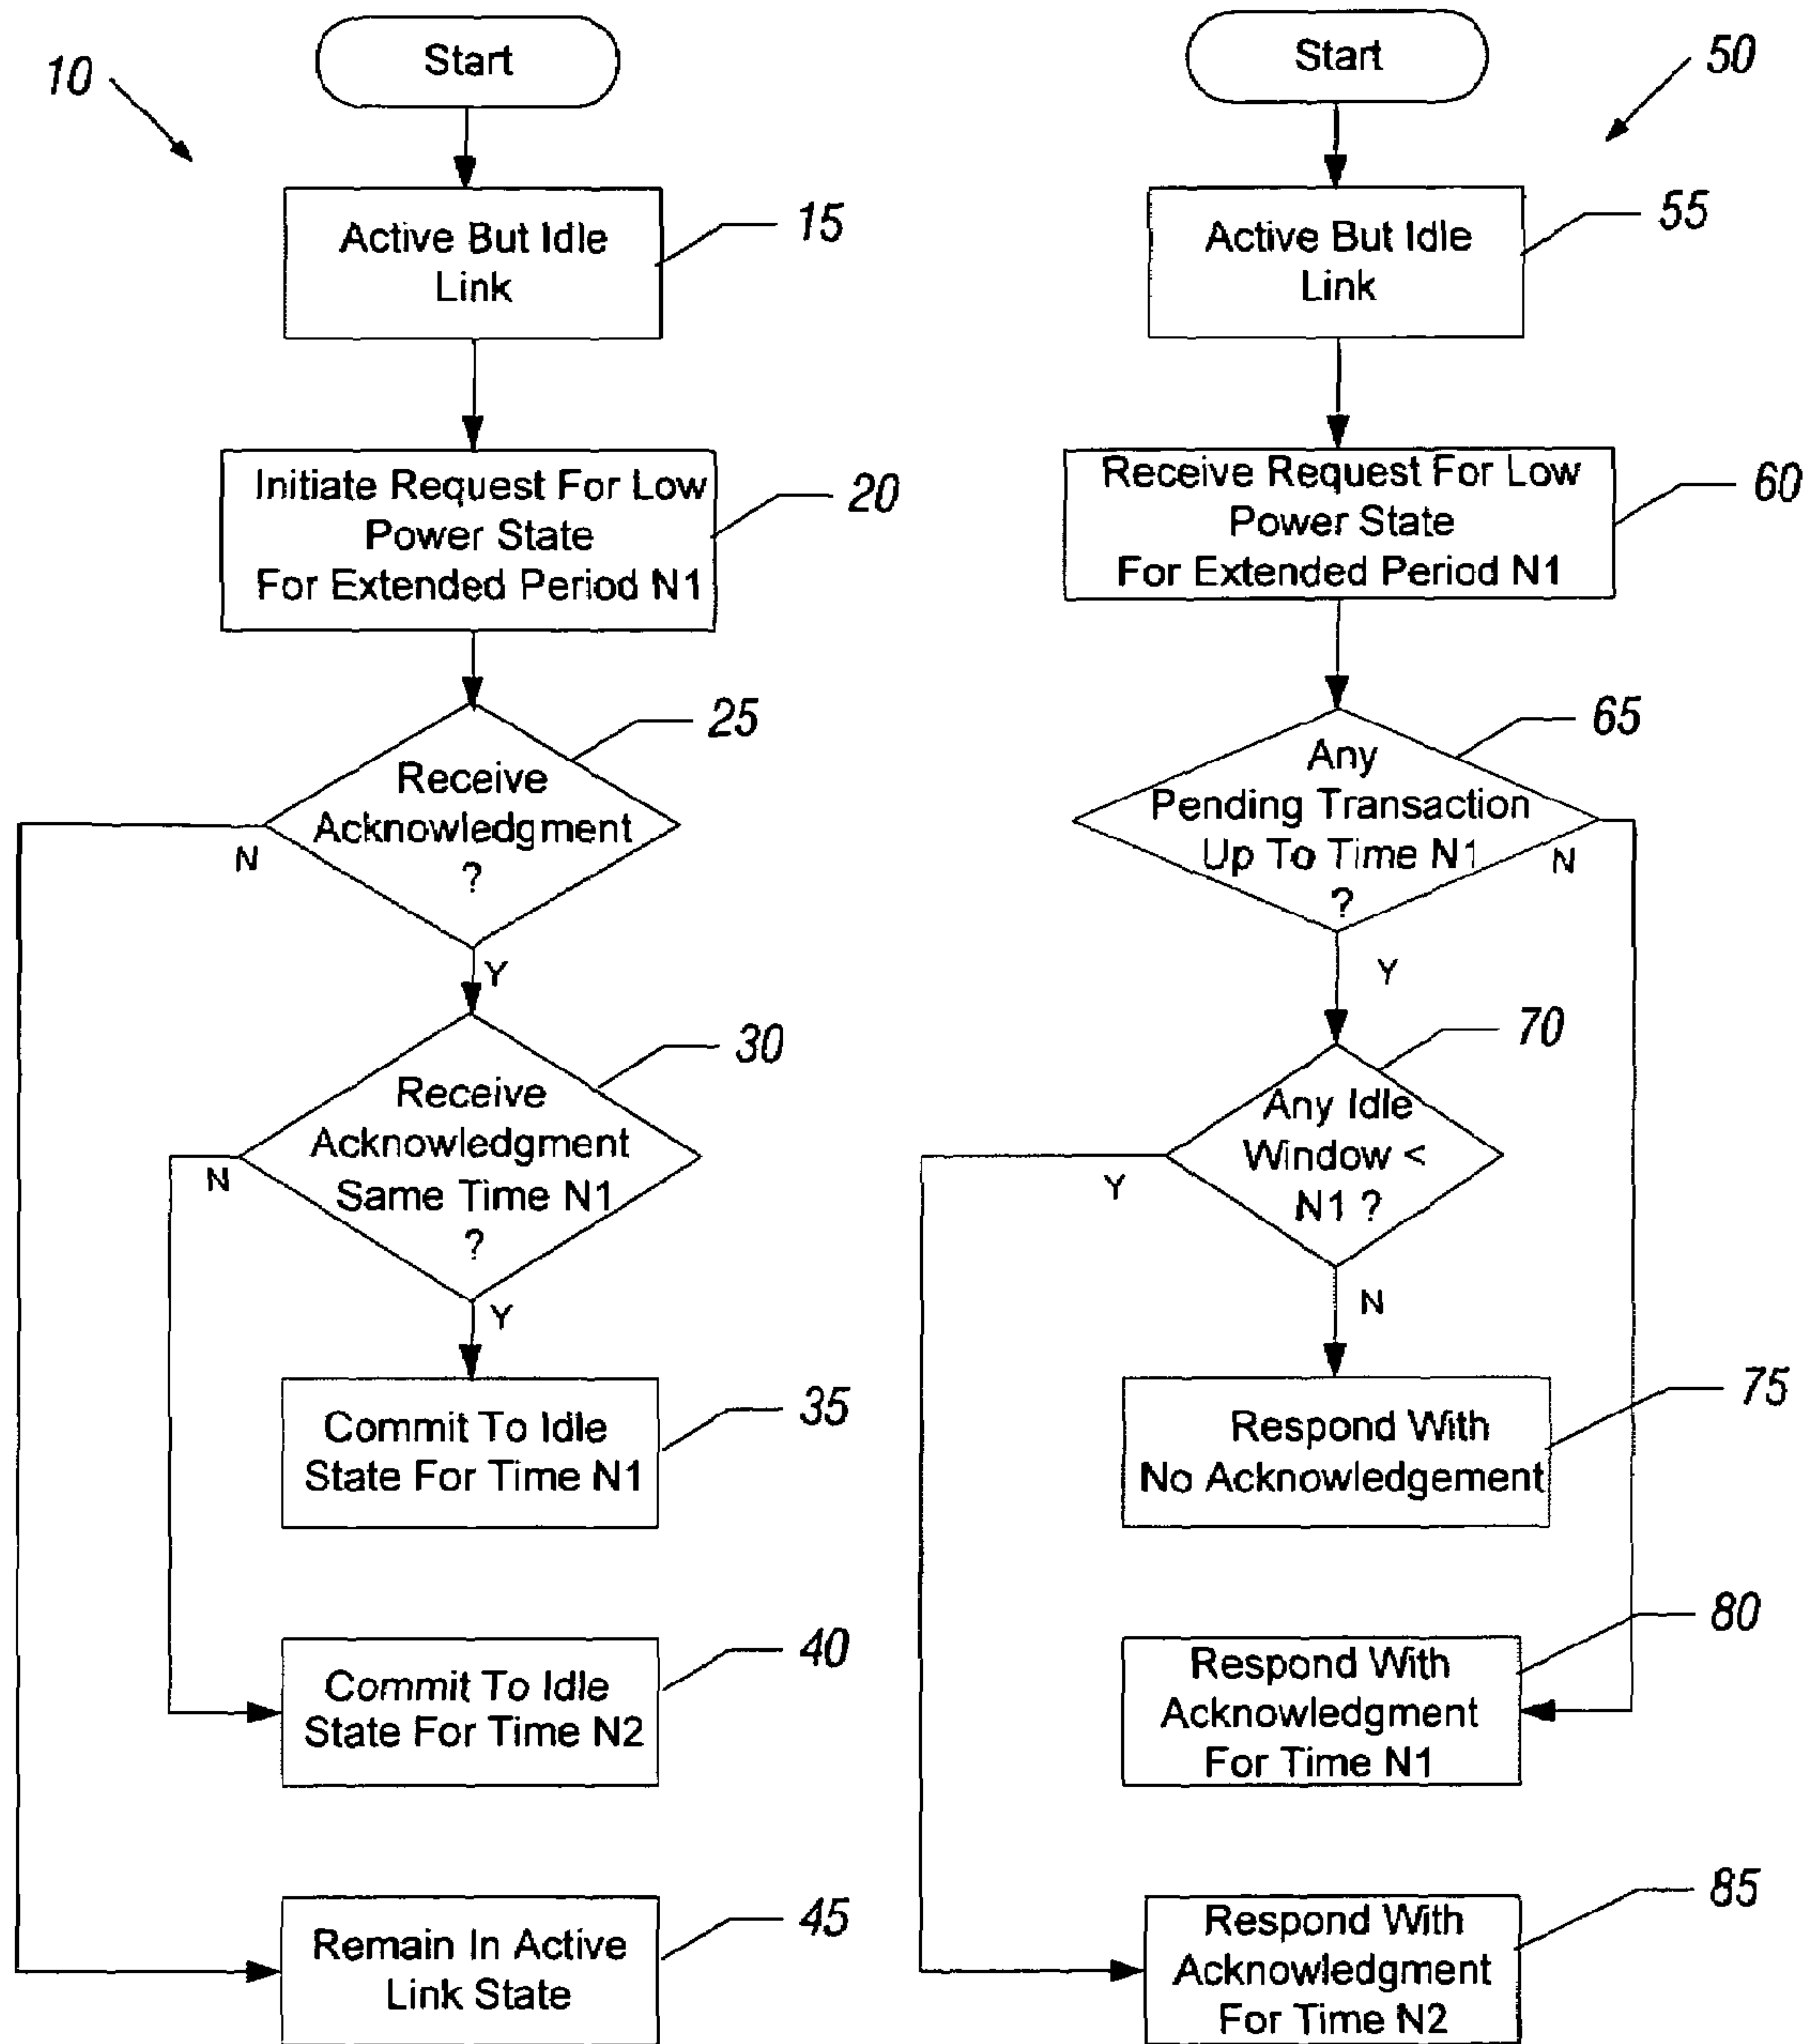 10
Start
Active But Idle
Link
15
Initiate Request For Low
Power State
For Extended Period N1
20
Receive
Acknowledgment
?
25
N
Y
Receive
Acknowledgment
Same Time N1
?
30
N
Y
Commit To Idle
State For Time N1
35
Commit To Idle
State For Time N2
40
Remain In Active
Link State
45
Start
50
Active But Idle
Link
55
Receive Request For Low
Power State
For Extended Period N1
60
Any
Pending Transaction
Up To Time N1
?
65
N
Y
Any Idle
Window <
N1 ?
70
Y
N
Respond With
No Acknowledgement
75
Respond With
Acknowledgment
For Time N1
80
Respond With
Acknowledgment
For Time N2
85